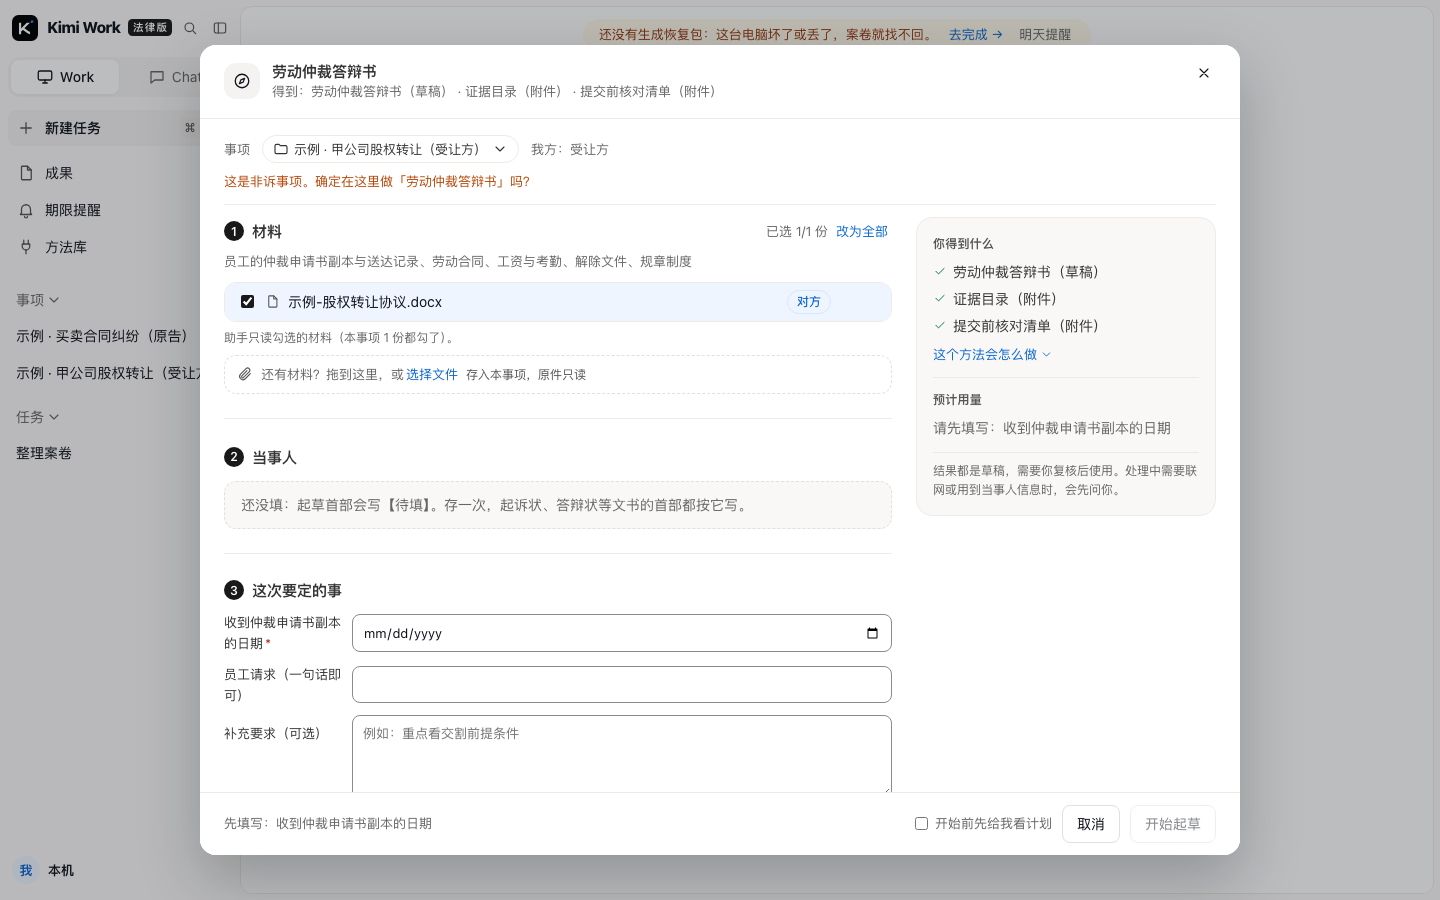 Kimi Work 法律版
还没有生成恢复包：这台电脑坏了或丢了，案卷就找不回。 去完成 → 明天提醒
Work
Chat
新建任务 ⌘
成果
期限提醒
方法库
事项
示例 · 买卖合同纠纷（原告）
示例 · 甲公司股权转让（受让方
任务
整理案卷
我 本机
劳动仲裁答辩书
得到：劳动仲裁答辩书（草稿） · 证据目录（附件） · 提交前核对清单（附件）
事项 示例 · 甲公司股权转让（受让方） 我方：受让方
这是非诉事项。确定在这里做「劳动仲裁答辩书」吗？
1 材料 已选 1/1 份 改为全部
员工的仲裁申请书副本与送达记录、劳动合同、工资与考勤、解除文件、规章制度
示例-股权转让协议.docx 对方
助手只读勾选的材料（本事项 1 份都勾了）。
还有材料？拖到这里，或 选择文件 存入本事项，原件只读
2 当事人
还没填：起草首部会写【待填】。存一次，起诉状、答辩状等文书的首部都按它写。
3 这次要定的事
收到仲裁申请书副本
的日期 *
mm/dd/yyyy
员工请求（一句话即
可）
补充要求（可选）
例如：重点看交割前提条件
你得到什么
劳动仲裁答辩书（草稿）
证据目录（附件）
提交前核对清单（附件）
这个方法会怎么做
预计用量
请先填写：收到仲裁申请书副本的日期
结果都是草稿，需要你复核后使用。处理中需要联
网或用到当事人信息时，会先问你。
先填写：收到仲裁申请书副本的日期
开始前先给我看计划
取消
开始起草